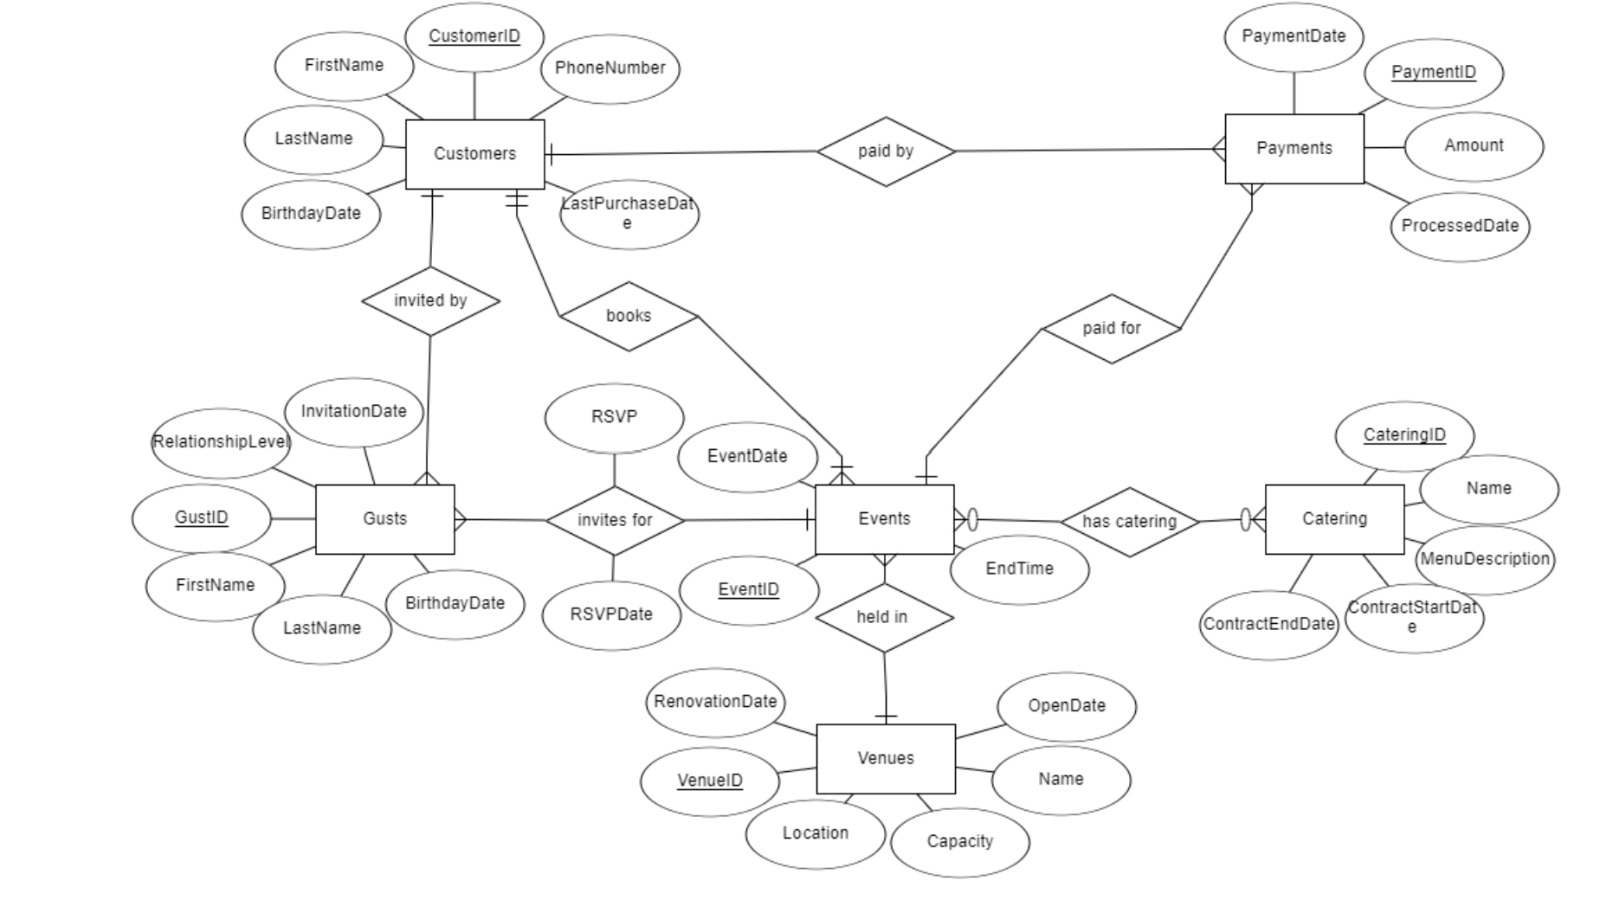 CustomerID
PaymentDate
FirstName
PhoneNumber
PaymentID
LastName
Customers
paid by
Payments
Amount
BirthdayDate
LastPurchaseDat
e
ProcessedDate
invited by
books
paid for
InvitationDate
RSVP
RelationshipLevel
EventDate
CateringID
Name
GustID
Gusts
invites for
Events
has catering
Catering
MenuDescription
EndTime
FirstName
BirthdayDate
EventID
LastName
RSVPDate
held in
ContractEndDate
ContractStartDat
e
RenovationDate
OpenDate
Venues
VenueID
Name
Location
Capacity